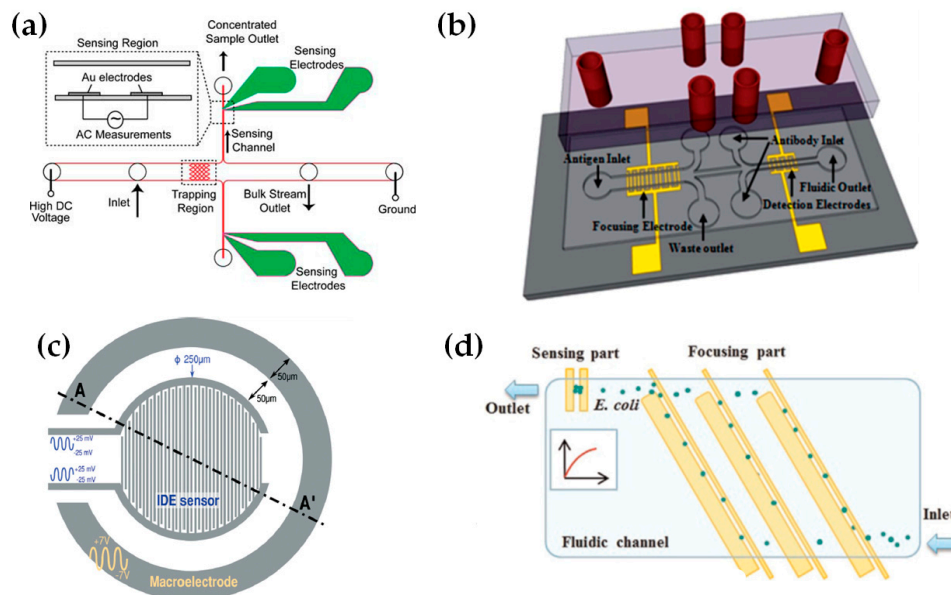 (a)
Concentrated
Sample Outlet
Sensing
Electrodes
Sensing Region
Au electrodes
AC Measurements
Sensing
Channel
High DC
Voltage
Inlet
Trapping
Region
Bulk Stream
Outlet
Ground
Sensing
Electrodes
(b)
Antigen Inlet
Antibody Inlet
Fluidic Outlet
Detection Electrodes
Focusing Electrode
Waste outlet
(c)
ϕ 250μm
50μm
50μm
A
+25 mV
-25 mV
+25 mV
-25 mV
IDE sensor
A'
+7V
-7V
Macroelectrode
(d)
Sensing part
Focusing part
Outlet
E. coli
Inlet
Fluidic channel